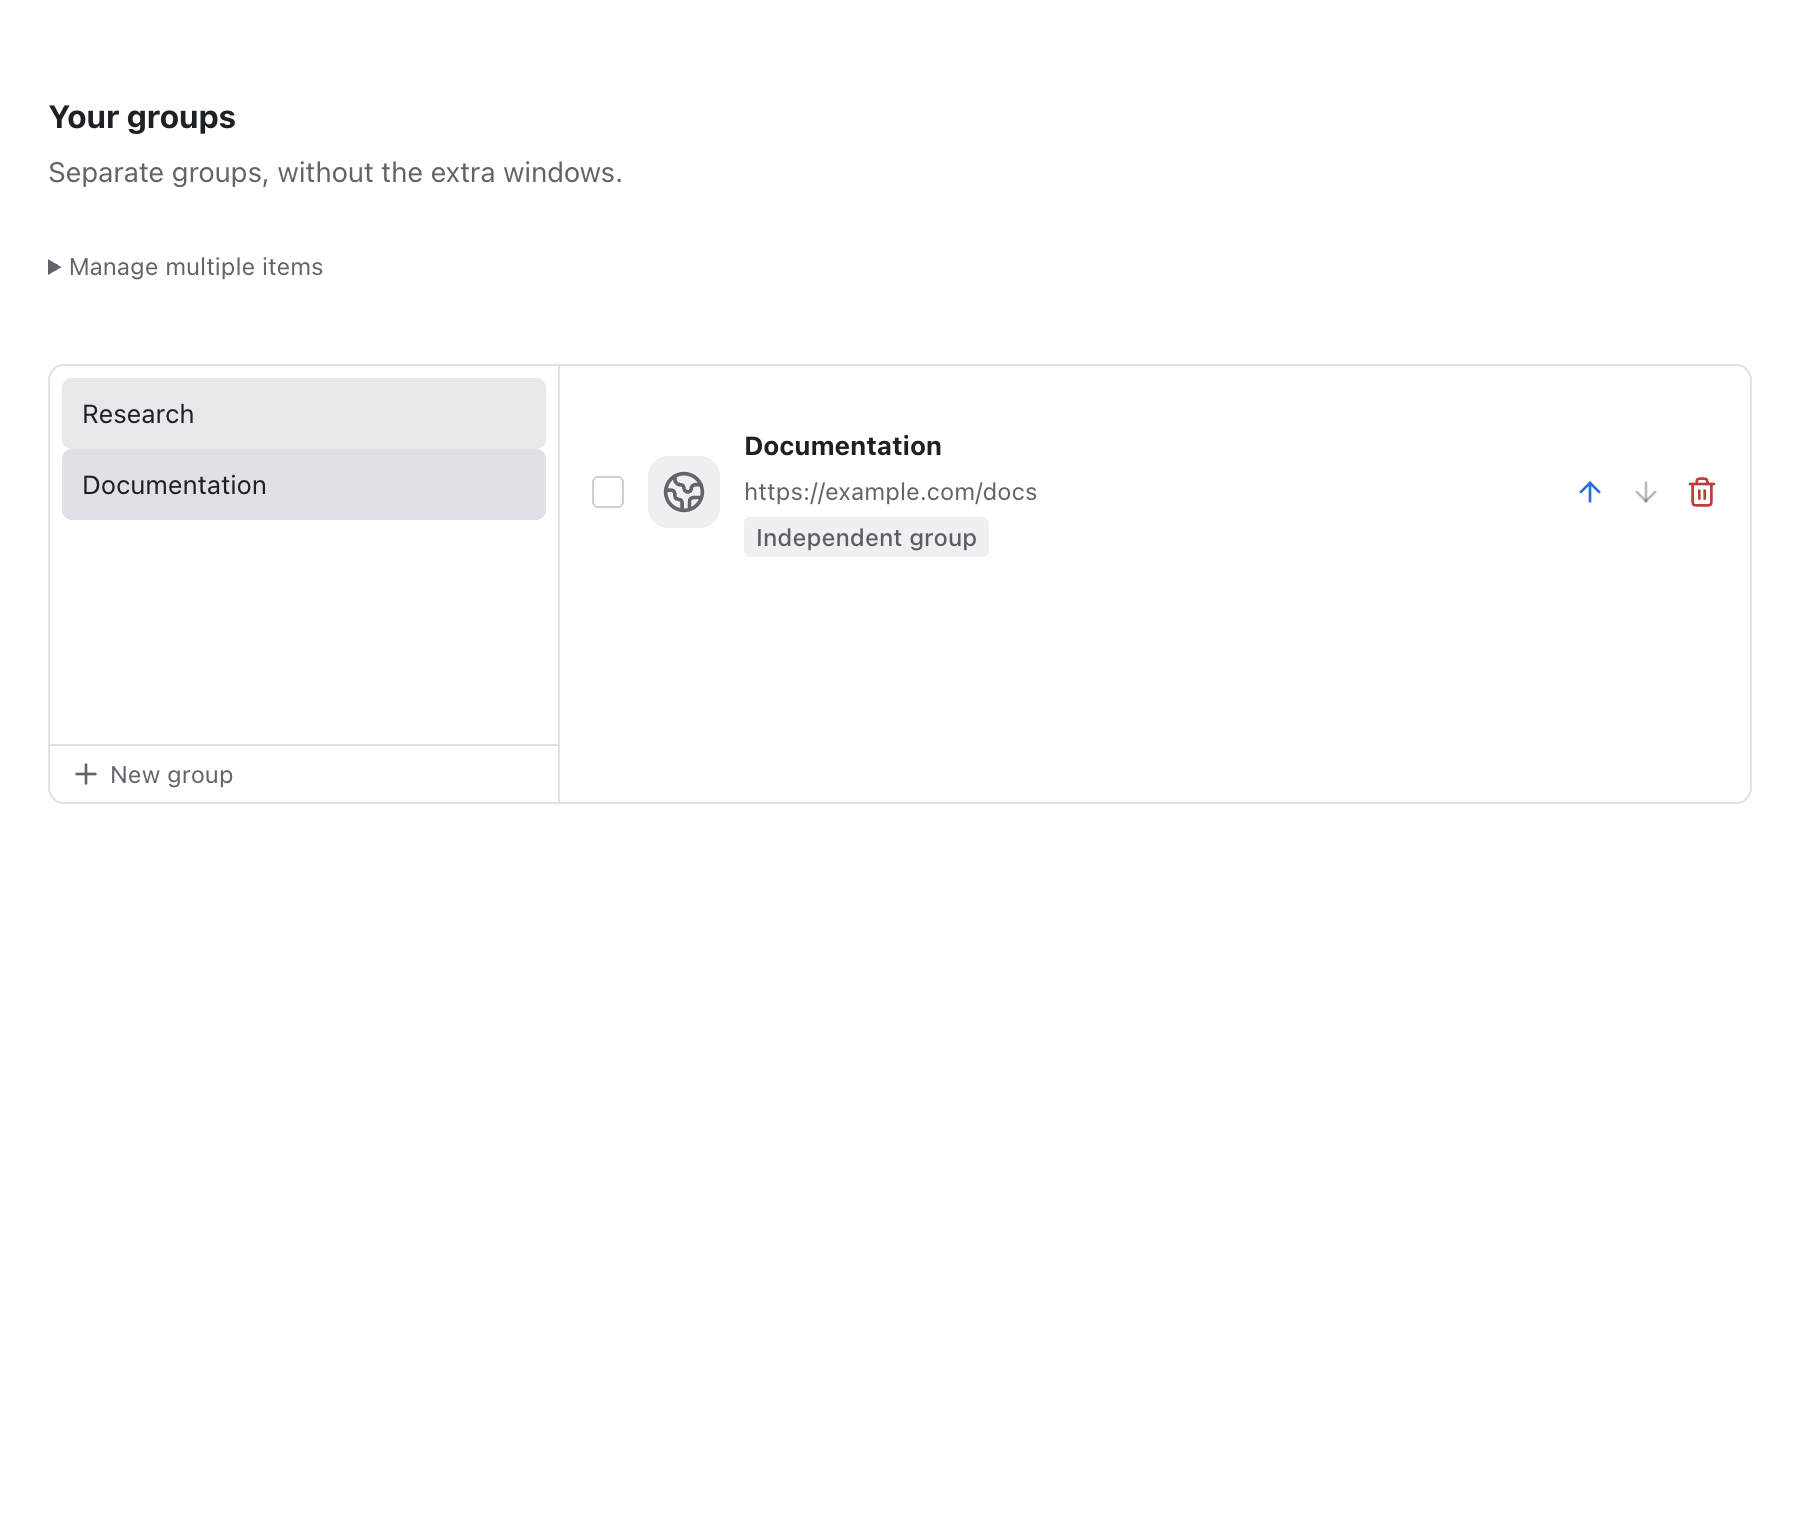 Your groups
Separate groups, without the extra windows.
Manage multiple items
Research
Documentation
New group
Documentation
https://example.com/docs
Independent group